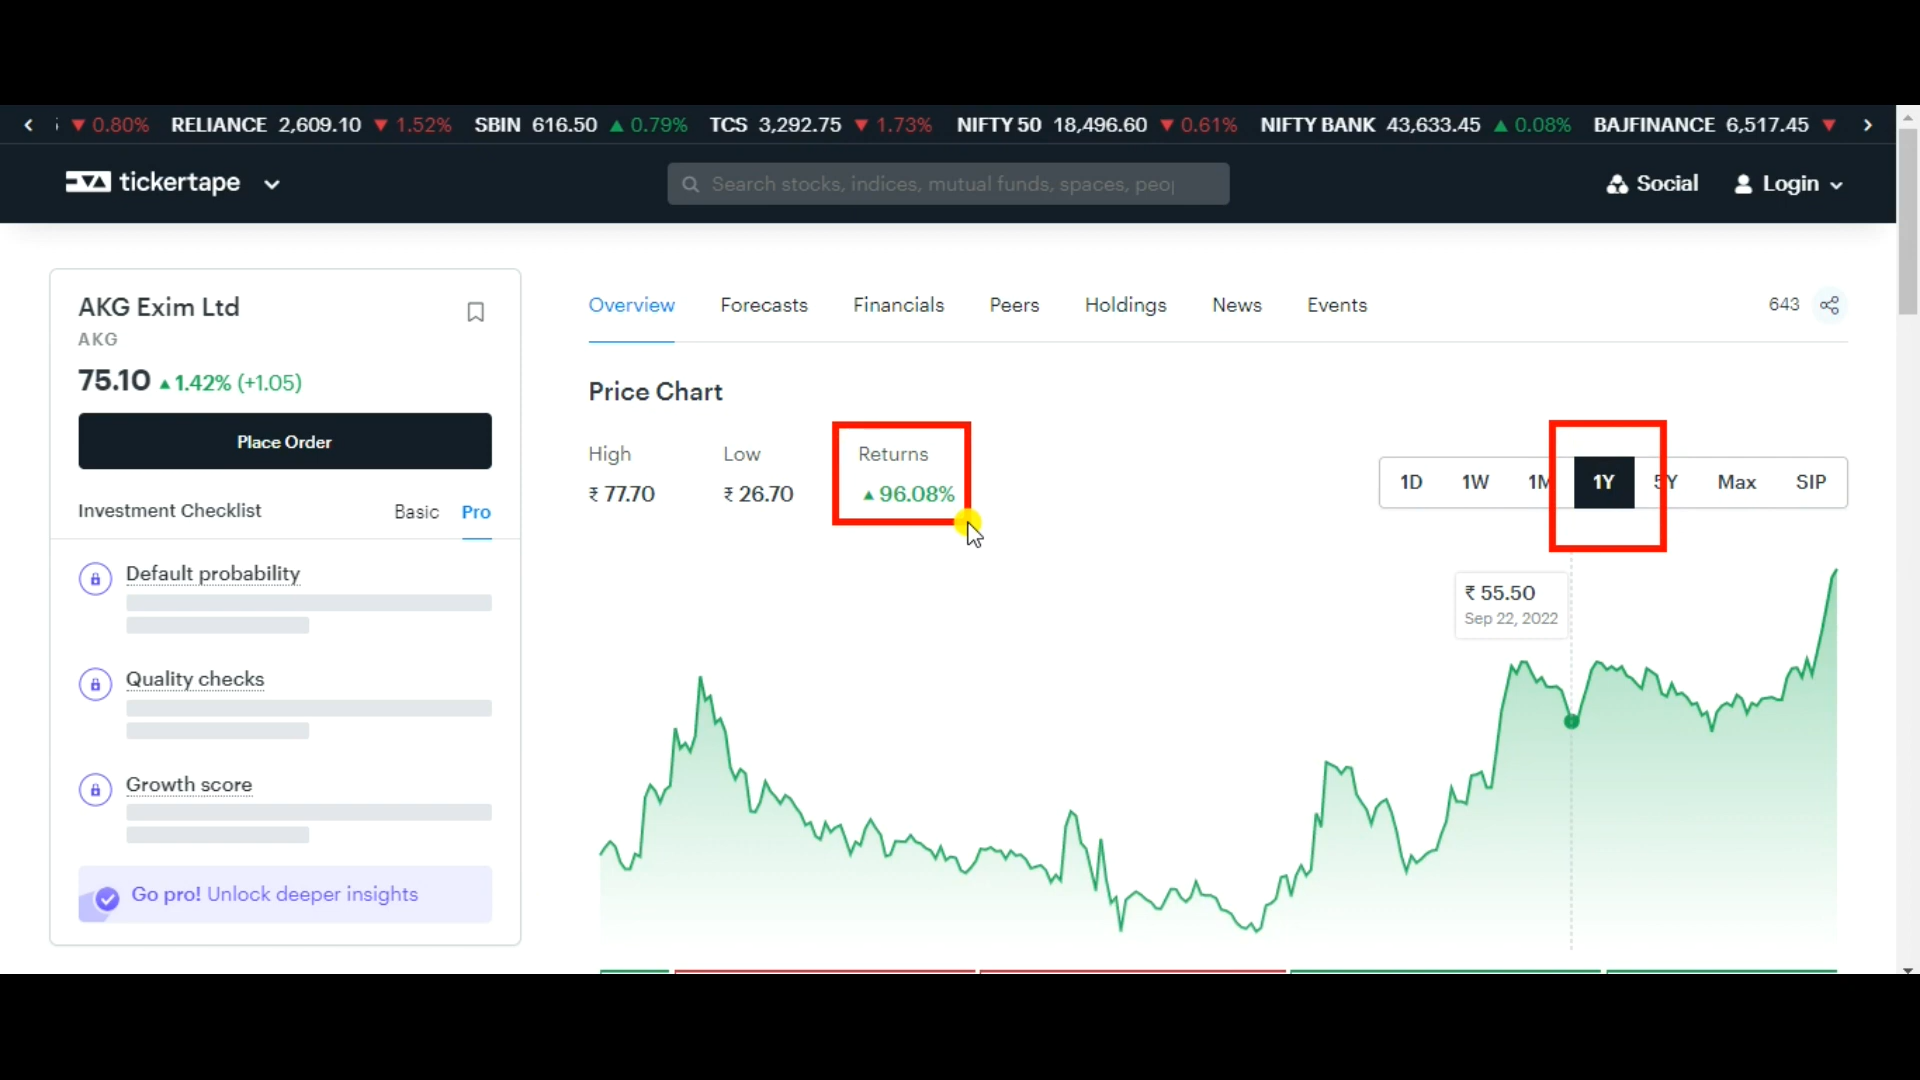 0.80% RELIANCE 2,609.10 ▼ 1.52% SBIN 616.50 ▲ 0.79% TCS 3,292.75 ▼ 1.73% NIFTY 50 18,496.60 ▼ 0.61% NIFTY BANK 43,633.45 ▲ 0.08% BAJFINANCE 6,517.45 ▼
tickertape
Search stocks, indices, mutual funds, spaces,
Social
Login
AKG Exim Ltd
AKG
75.10 ▲ 1.42% (+1.05)
Place Order
Investment Checklist Basic Pro
Default probability
Quality checks
Growth score
Go pro! Unlock deeper insights
Overview Forecasts Financials Peers Holdings News Events
643
Price Chart
High Low Returns
₹ 77.70 ₹ 26.70 ▲ 96.08%
1D 1W 1M 1Y 5Y Max SIP
₹ 55.50
Sep 22, 2022